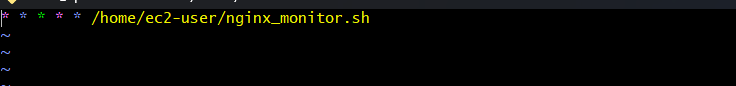 * * * * * /home/ec2-user/nginx_monitor.sh
~
~
~
~